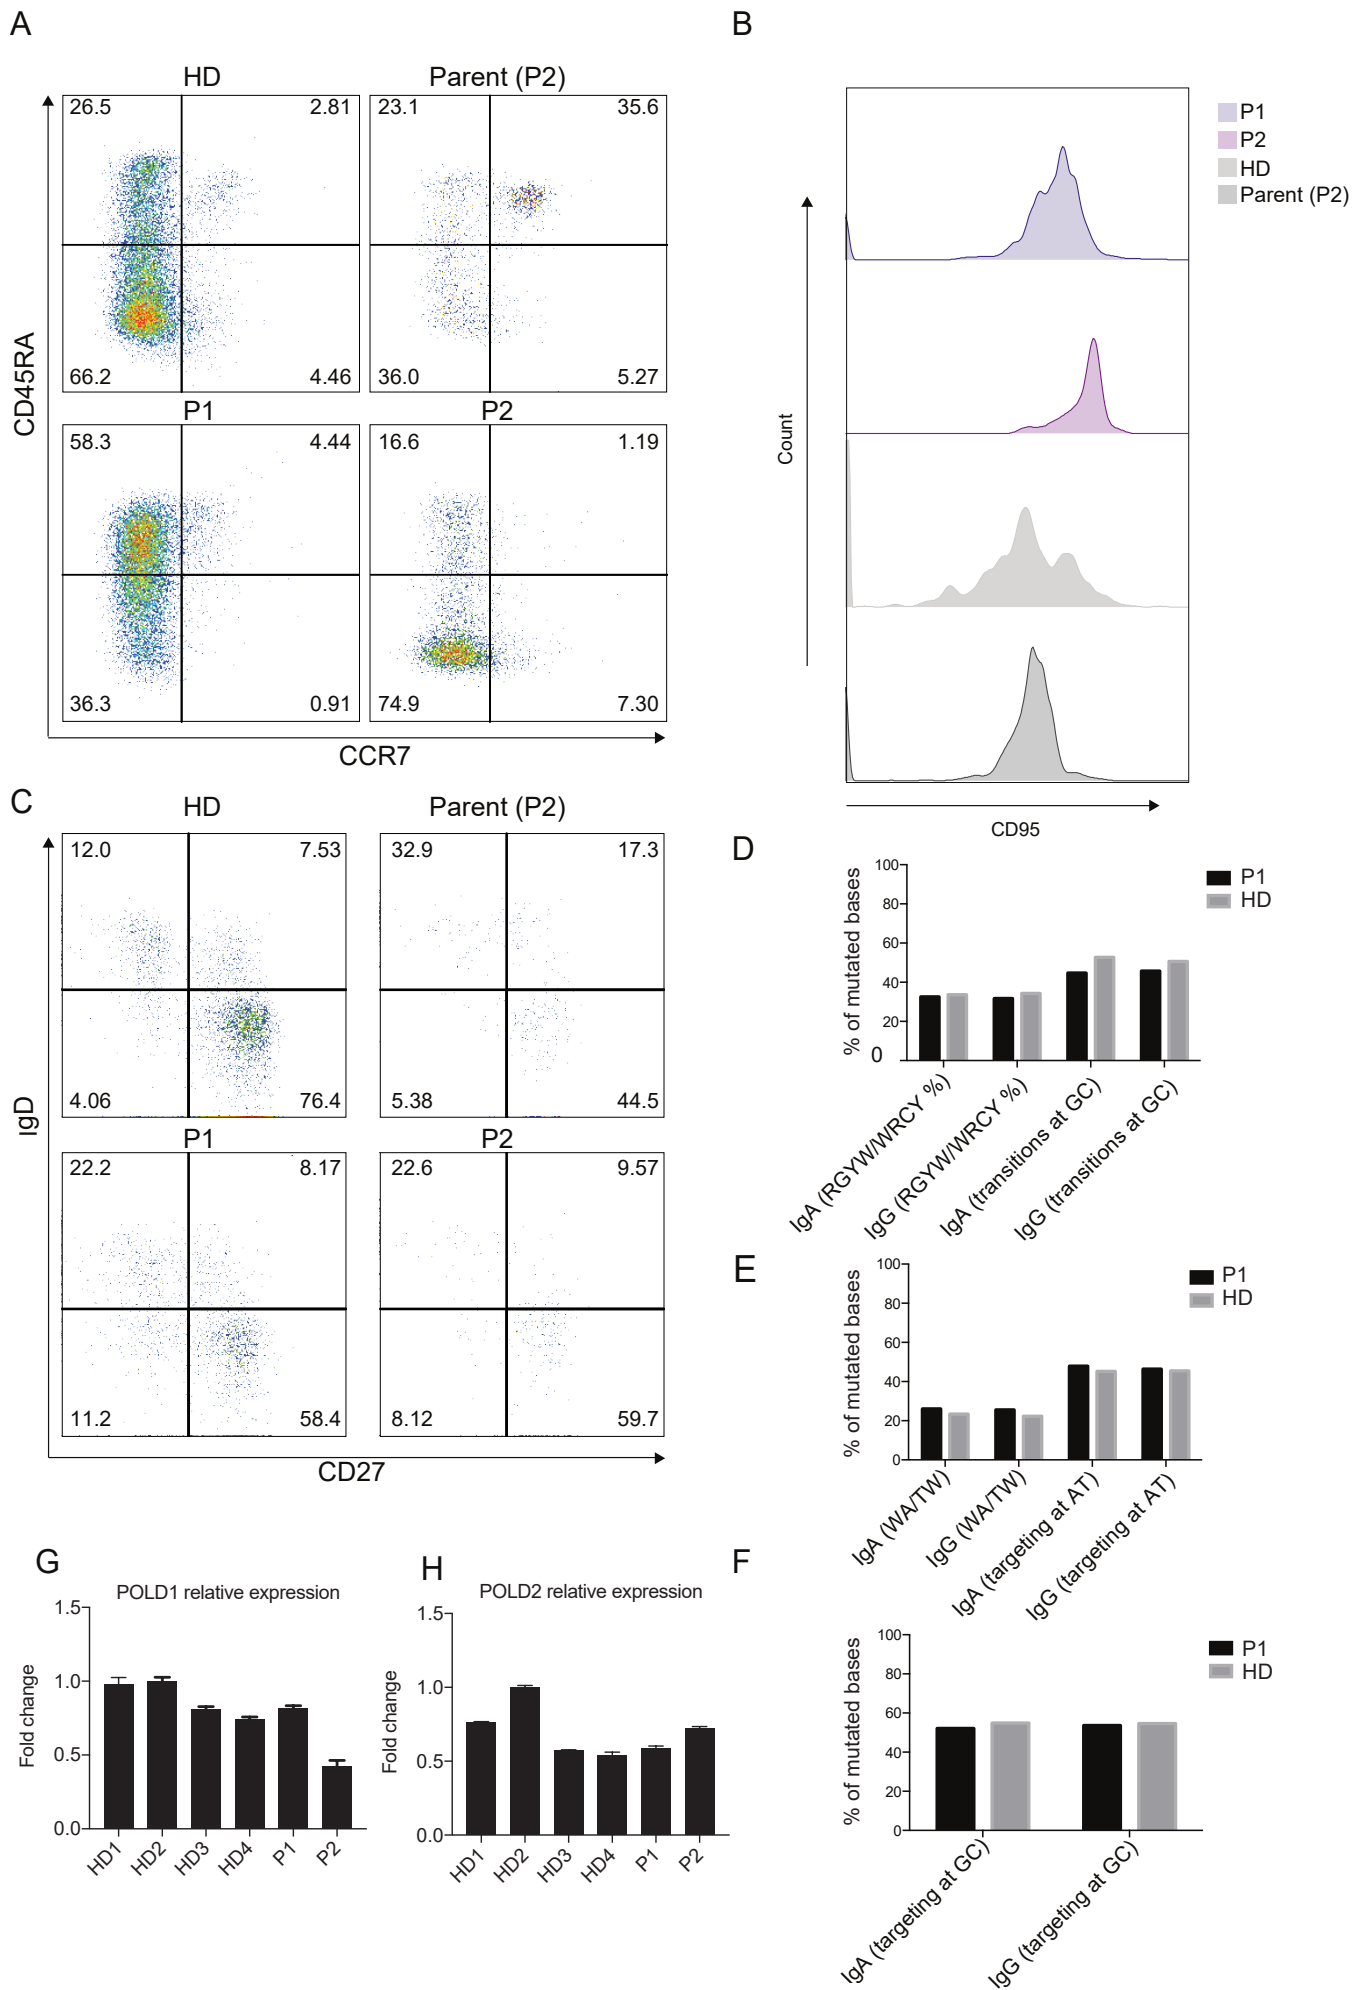 A
HD
Parent (P2)
26.5
2.81
23.1
35.6
66.2
4.46
36.0
5.27
P1
P2
58.3
4.44
16.6
1.19
36.3
0.91
74.9
7.30
CD45RA
CCR7
B
P1
P2
HD
Parent (P2)
Count
CD95
C
HD
Parent (P2)
12.0
7.53
32.9
17.3
4.06
76.4
5.38
44.5
P1
P2
22.2
8.17
22.6
9.57
11.2
58.4
8.12
59.7
IgD
CD27
D
% of mutated bases
100
80
60
40
20
0
P1
HD
IgA (RGYW/WRCY %)
IgG (RGYW/WRCY %)
IgA (transitions at GC)
IgG (transitions at GC)
E
% of mutated bases
100
80
60
40
20
0
P1
HD
IgA (WA/TW)
IgG (WA/TW)
IgA (targeting at AT)
IgG (targeting at AT)
F
% of mutated bases
100
80
60
40
20
0
P1
HD
IgA (targeting at GC)
IgG (targeting at GC)
G
POLD1 relative expression
Fold change
1.5
1.0
0.5
0.0
HD1
HD2
HD3
HD4
P1
P2
H
POLD2 relative expression
Fold change
1.5
1.0
0.5
0.0
HD1
HD2
HD3
HD4
P1
P2